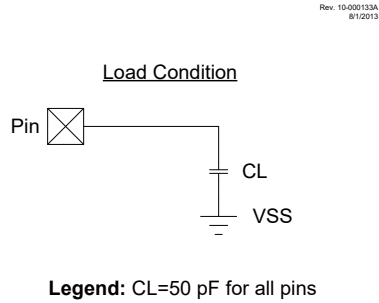 Rev. 10-000133A
8/1/2013
Load Condition
Pin
CL
VSS
Legend: CL=50 pF for all pins